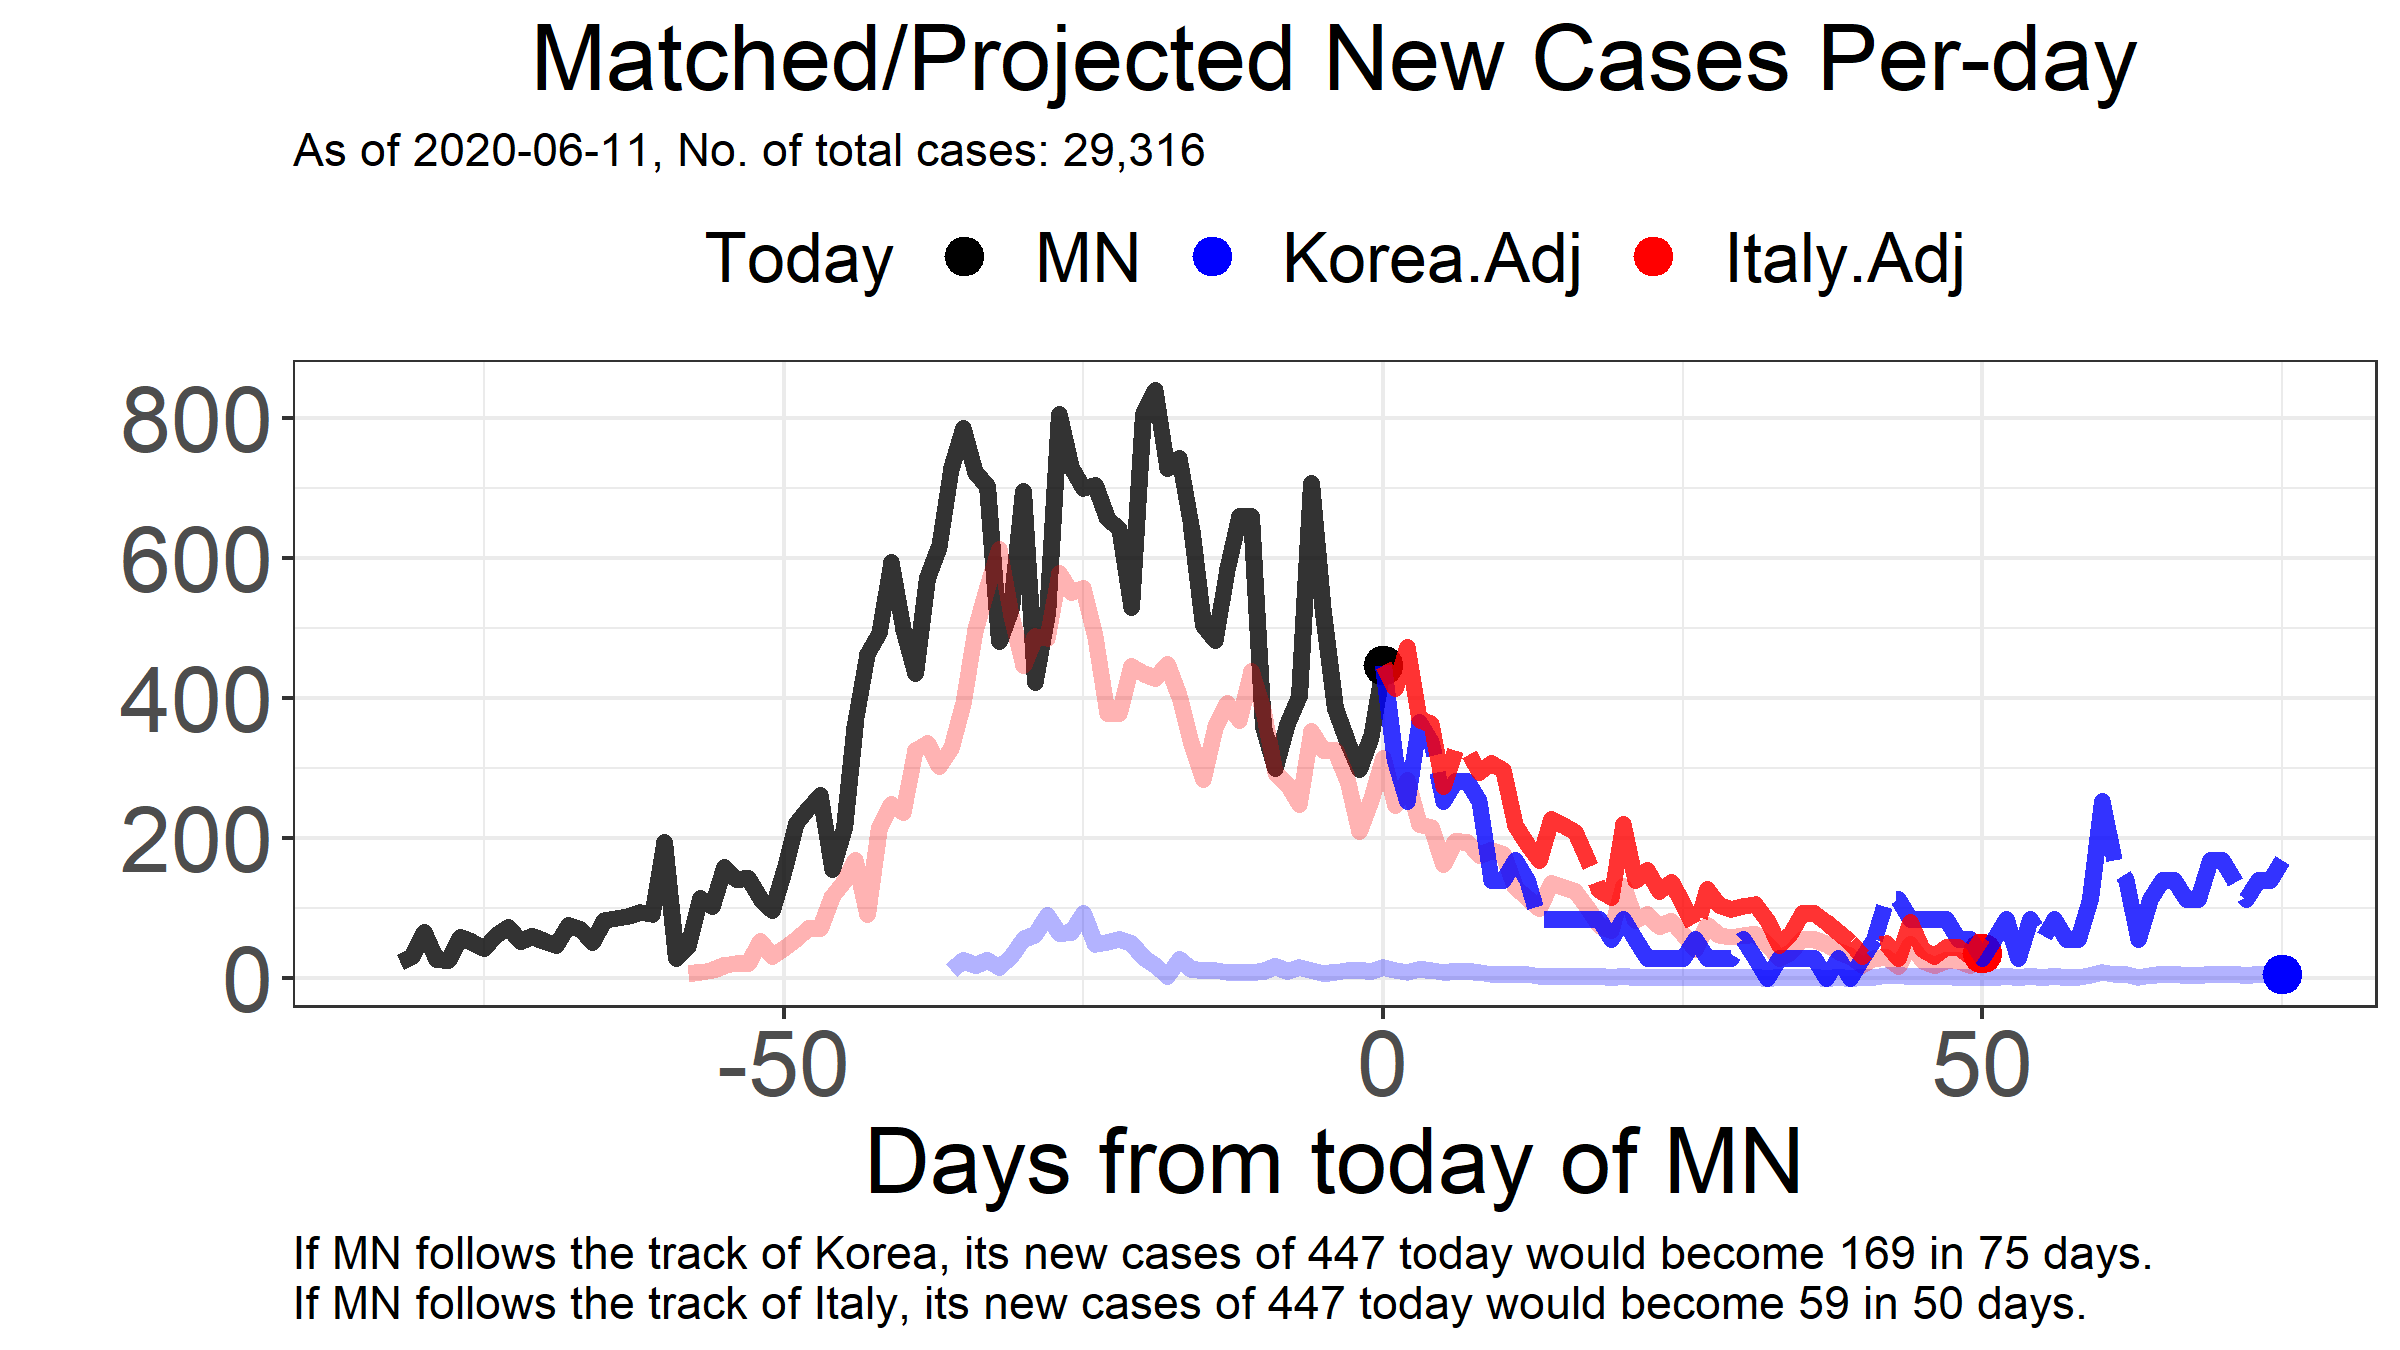 Matched/Projected New Cases Per-day
As of 2020-06-11, No. of total cases: 29,316
Today MN Korea.Adj Italy.Adj
800
600
400
200
0
-50 0 50
Days from today of MN
If MN follows the track of Korea, its new cases of 447 today would become 169 in 75 days.
If MN follows the track of Italy, its new cases of 447 today would become 59 in 50 days.